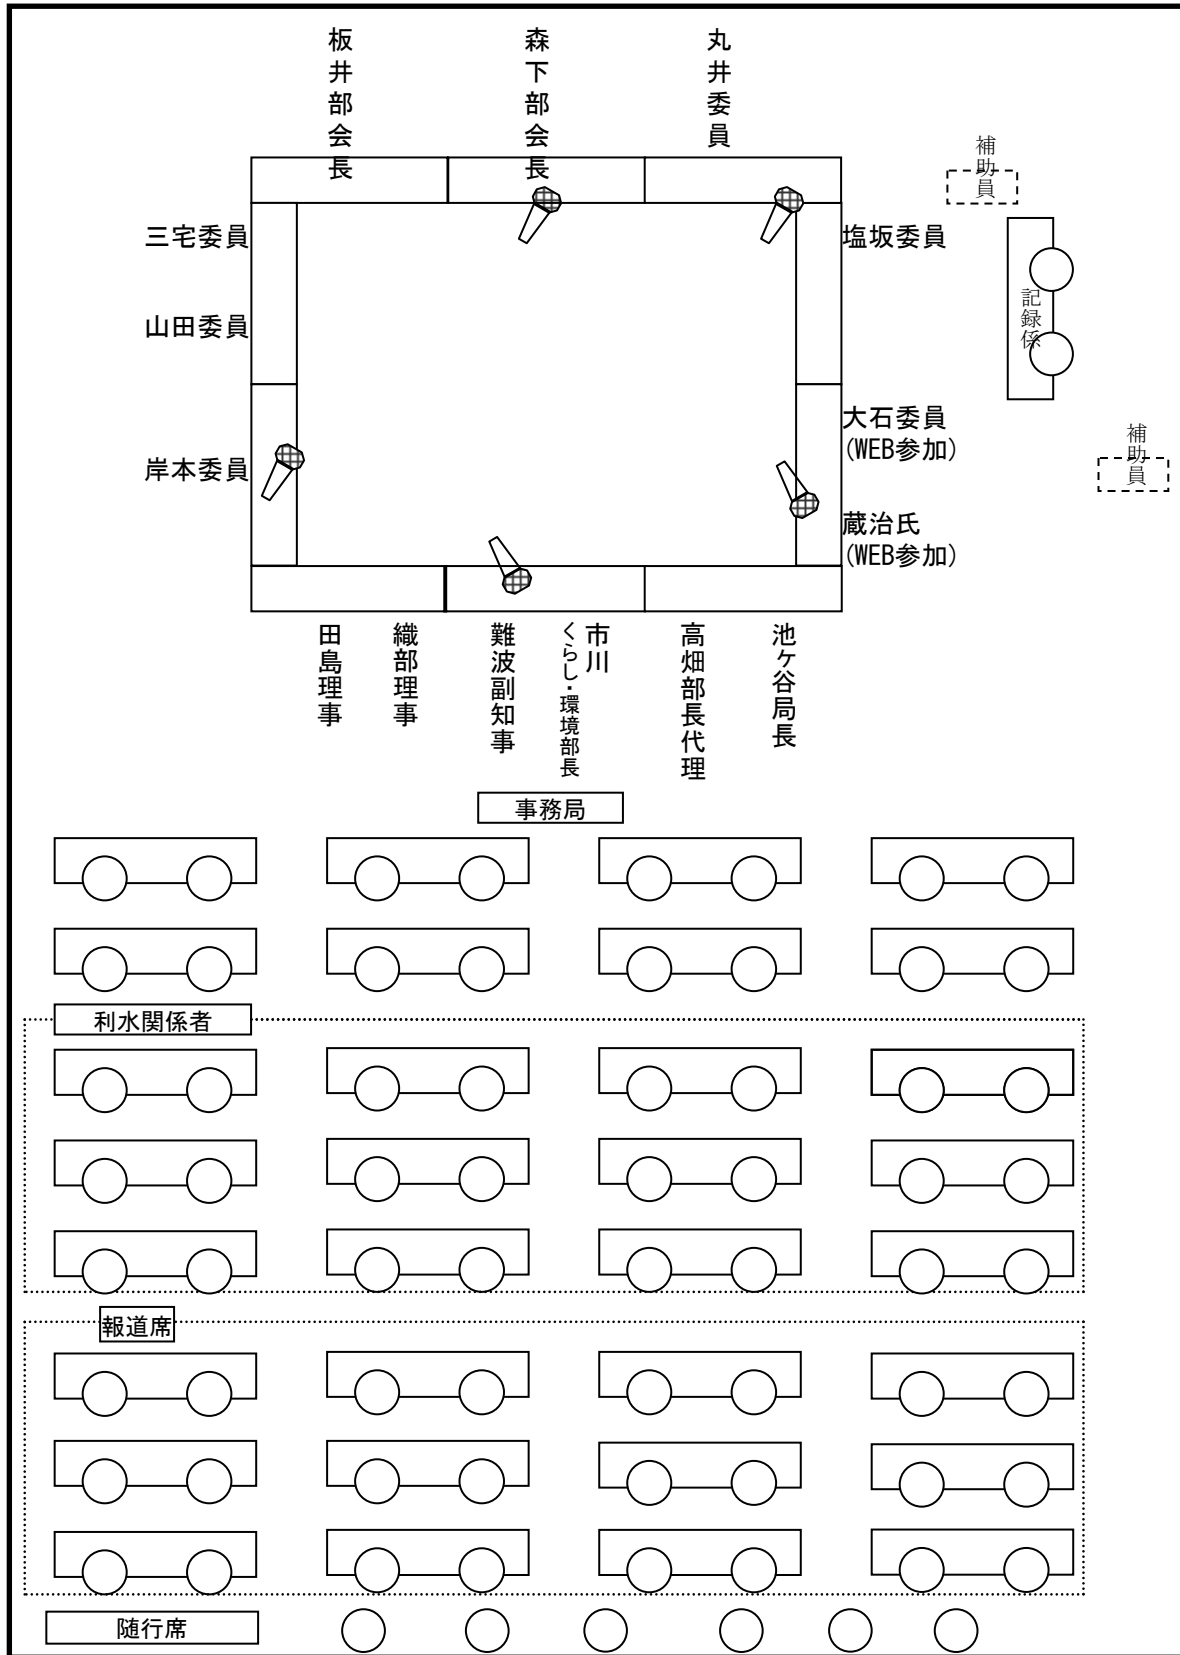 板井部会長
森下部会長
丸井委員
補助員
三宅委員
塩坂委員
山田委員
記録係
大石委員
(WEB参加)
岸本委員
補助員
蔵治氏
(WEB参加)
田島理事
織部理事
難波副知事
市川
くらし・環境部長
高畑部長代理
池ヶ谷局長
事務局
利水関係者
報道席
随行席